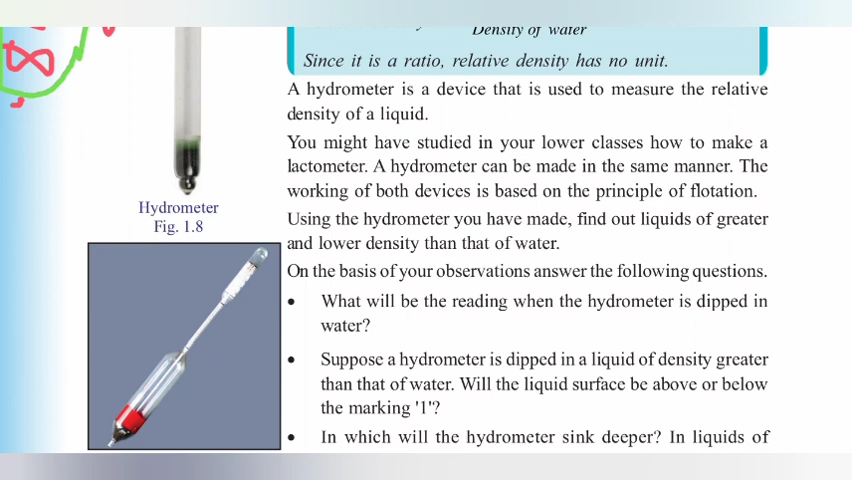 Density of water
Since it is a ratio, relative density has no unit.
A hydrometer is a device that is used to measure the relative
density of a liquid.
You might have studied in your lower classes how to make a
lactometer. A hydrometer can be made in the same manner. The
working of both devices is based on the principle of flotation.
Hydrometer
Fig. 1.8
Using the hydrometer you have made, find out liquids of greater
and lower density than that of water.
On the basis of your observations answer the following questions.
• What will be the reading when the hydrometer is dipped in
water?
• Suppose a hydrometer is dipped in a liquid of density greater
than that of water. Will the liquid surface be above or below
the marking '1'?
• In which will the hydrometer sink deeper? In liquids of